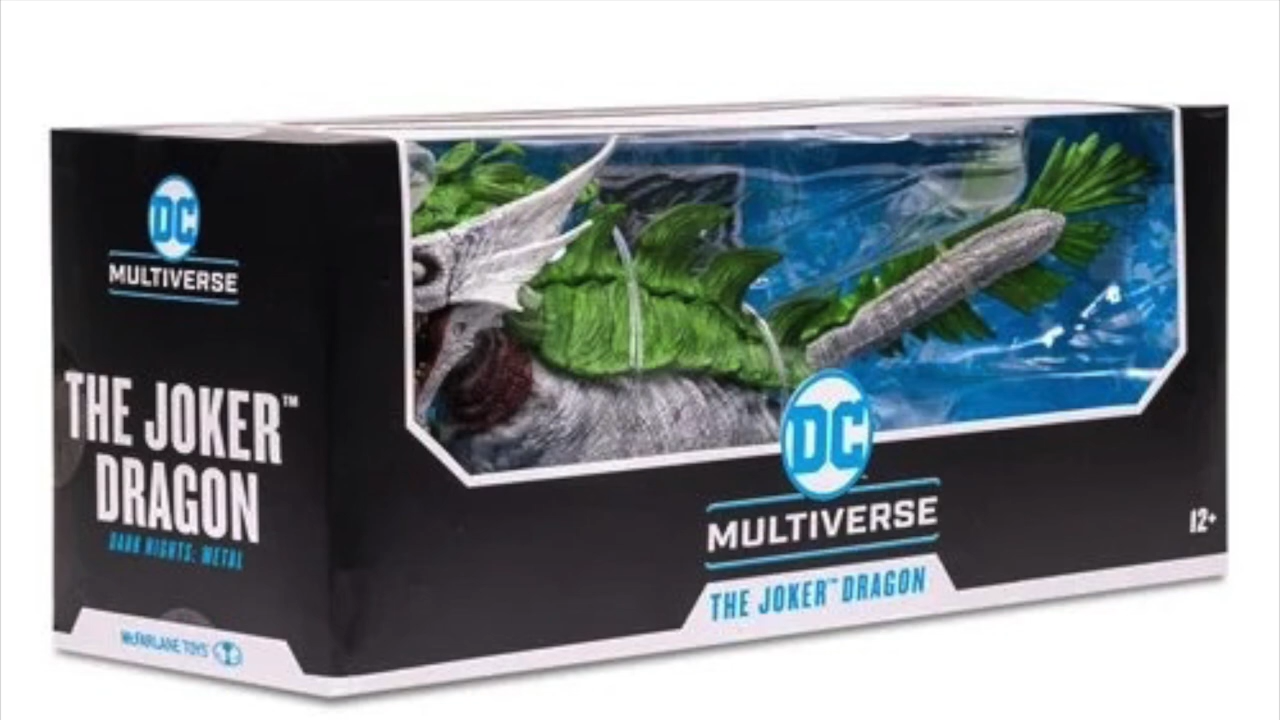 DC
MULTIVERSE
THE JOKER™
DRAGON
DARK NIGHTS: METAL
McFARLANE TOYS
DC
MULTIVERSE
THE JOKER™ DRAGON
12+